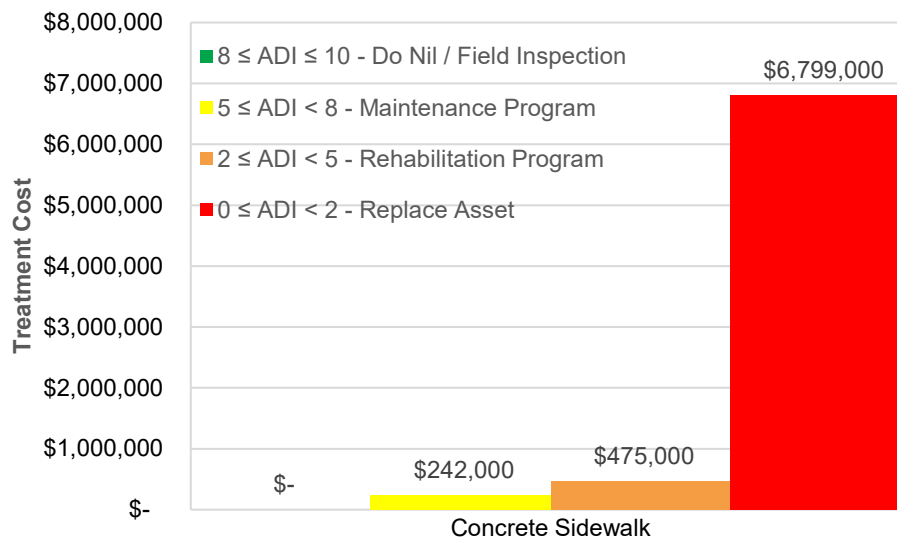 Treatment Cost
$8,000,000
$7,000,000
$6,000,000
$5,000,000
$4,000,000
$3,000,000
$2,000,000
$1,000,000
$-
8 ≤ ADI ≤ 10 - Do Nil / Field Inspection
5 ≤ ADI < 8 - Maintenance Program
2 ≤ ADI < 5 - Rehabilitation Program
0 ≤ ADI < 2 - Replace Asset
$-
$242,000
$475,000
$6,799,000
Concrete Sidewalk